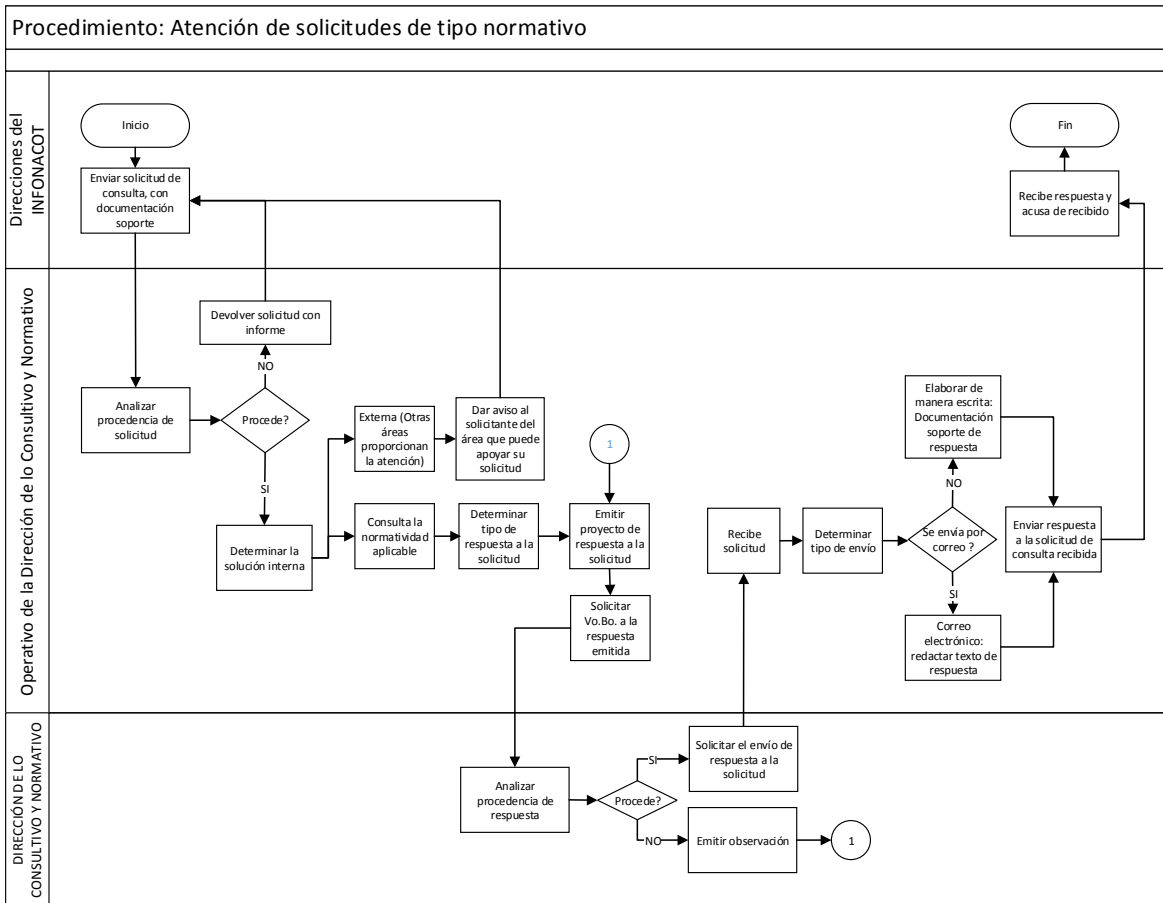 Procedimiento: Atención de solicitudes de tipo normativo
Direcciones del
INFONACOT
Inicio
Enviar solicitud de
consulta, con
documentación
soporte
Fin
Recibe respuesta y
acusa de recibido
Operativo de la Dirección de lo Consultivo y Normativo
Devolver solicitud con
informe
NO
Analizar
procedencia de
solicitud
Procede?
SI
Determinar la
solución interna
Externa (Otras
áreas
proporcionan
la atención)
Dar aviso al
solicitante del
área que puede
apoyar su
solicitud
Consulta la
normatividad
aplicable
Determinar
tipo de
respuesta a la
solicitud
1
Emitir
proyecto de
respuesta a la
solicitud
Solicitar
Vo.Bo. a la
respuesta
emitida
Recibe
solicitud
Determinar
tipo de envío
Elaborar de
manera escrita:
Documentación
soporte de
respuesta
NO
Se envía por
correo ?
SI
Correo
electrónico:
redactar texto de
respuesta
Enviar respuesta
a la solicitud de
consulta recibida
DIRECCIÓN DE LO
CONSULTIVO Y NORMATIVO
Analizar
procedencia de
respuesta
Procede?
SI
Solicitar el envío de
respuesta a la
solicitud
NO
Emitir observación
1